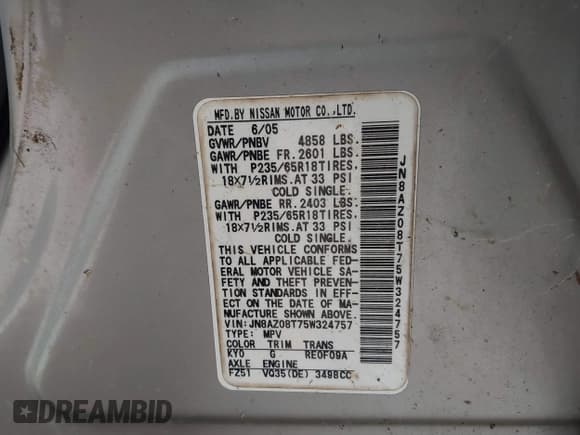 MFD.BY NISSAN MOTOR CO.,LTD.
DATE 6/05
GVWR/PNBV 4858 LBS.
GAWR/PNBE FR.2601 LBS.
WITH P235/65R18TIRES,
18X7½RIMS.AT 33 PSI
COLD SINGLE.
GAWR/PNBE RR.2403 LBS.
WITH P235/65R18TIRES,
18X7½RIMS.AT 33 PSI
COLD SINGLE.
THIS VEHICLE CONFORMS
TO ALL APPLICABLE FED-
ERAL MOTOR VEHICLE SA-
FETY AND THEFT PREVEN-
TION STANDARDS IN EFF-
ECT ON THE DATE OF MA-
NUFACTURE SHOWN ABOVE.
VIN:JN8AZ08T75W324757
TYPE: MPV
COLOR TRIM TRANS
KY0 G RE0F09A
AXLE ENGINE
FZ51 VQ35(DE) 3498CC
JN8AZ08T75W324757
DREAMBID